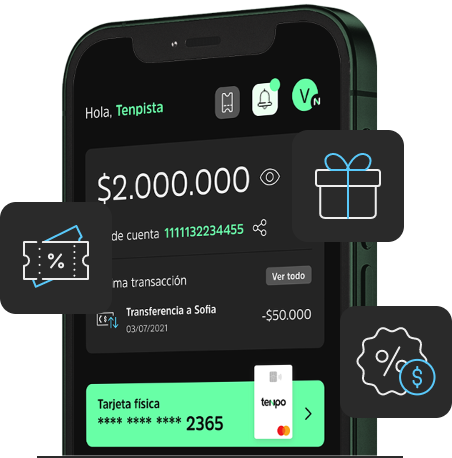 Hola, Tenpista
V
N
$2.000.000
de cuenta 1111132234455
ma transacción
Ver todo
Transferencia a Sofia
-$50.000
03/07/2021
Tarjeta física
**** **** **** 2365
tenpo
%
%
$